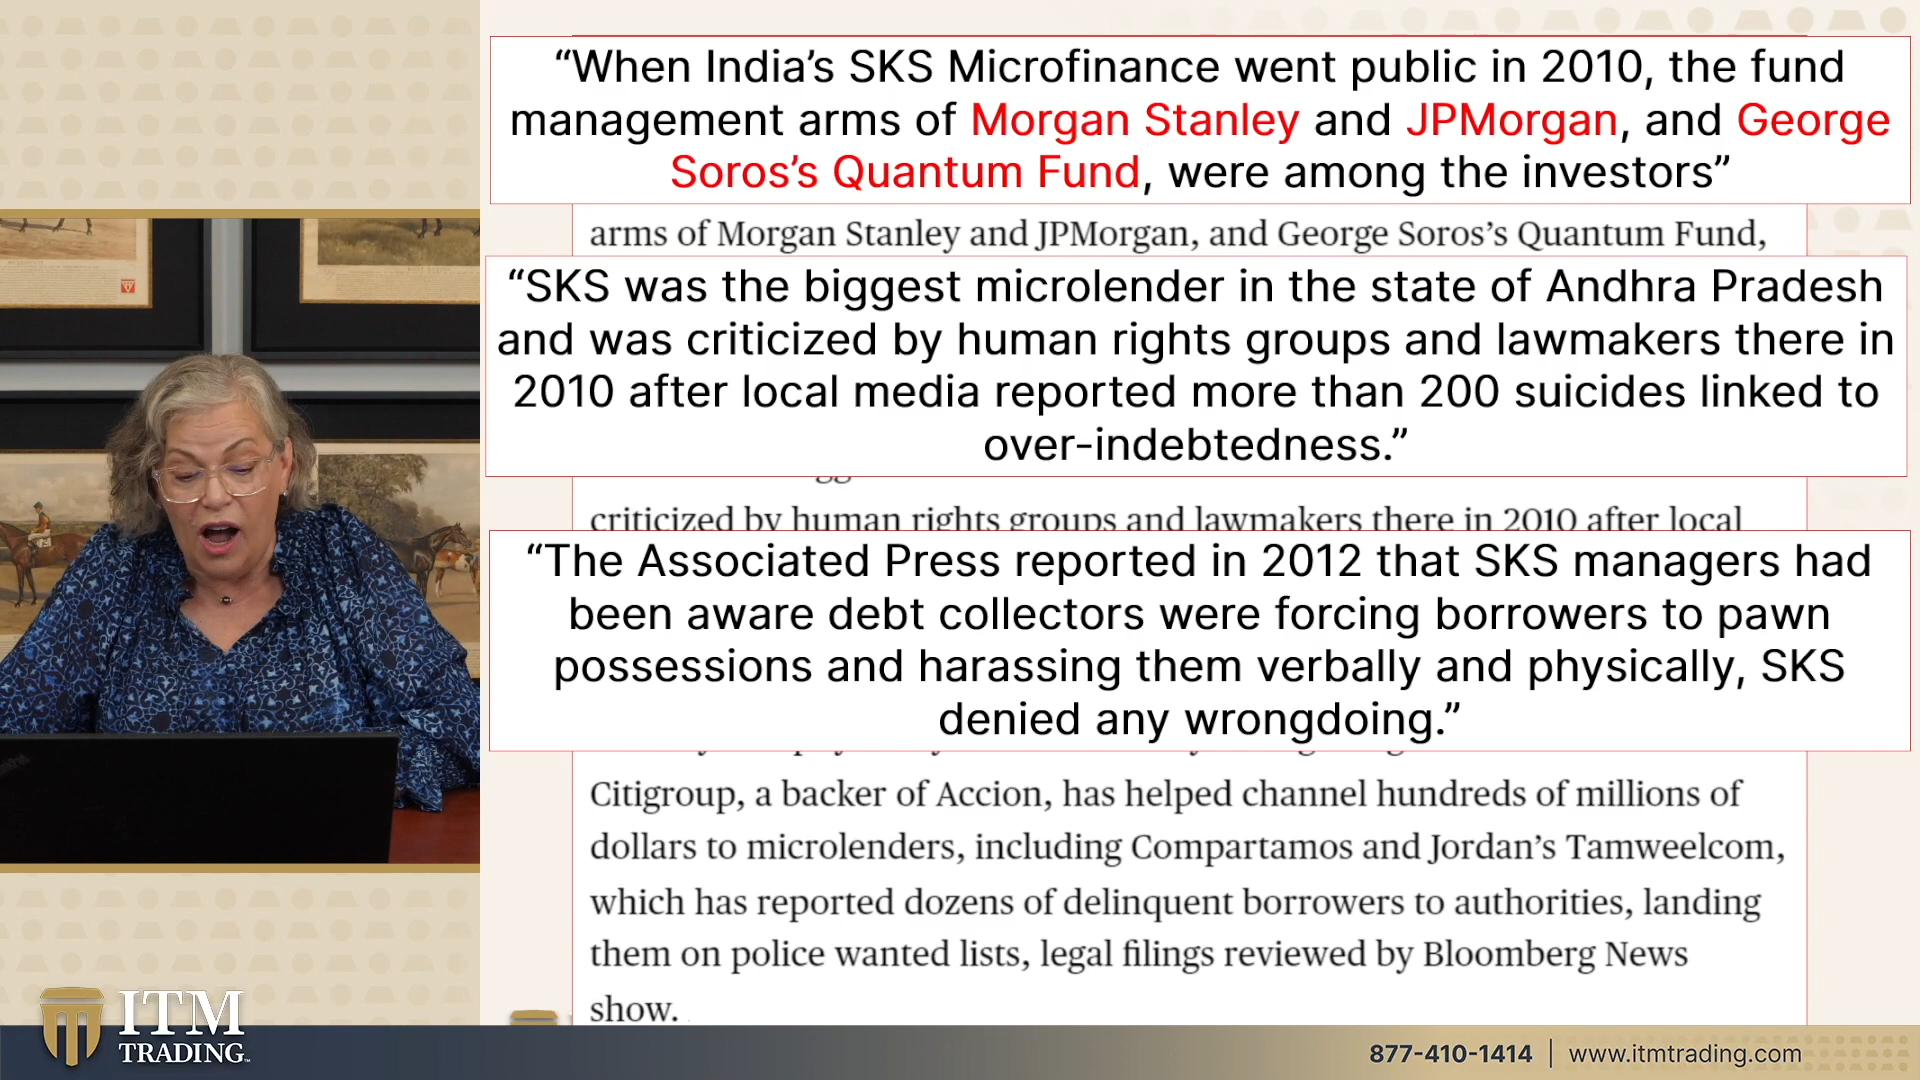 “When India’s SKS Microfinance went public in 2010, the fund
management arms of Morgan Stanley and JPMorgan, and George
Soros’s Quantum Fund, were among the investors”
arms of Morgan Stanley and JPMorgan, and George Soros’s Quantum Fund,
“SKS was the biggest microlender in the state of Andhra Pradesh
and was criticized by human rights groups and lawmakers there in
2010 after local media reported more than 200 suicides linked to
over-indebtedness.”
criticized by human rights groups and lawmakers there in 2010 after local
“The Associated Press reported in 2012 that SKS managers had
been aware debt collectors were forcing borrowers to pawn
possessions and harassing them verbally and physically, SKS
denied any wrongdoing.”
Citigroup, a backer of Accion, has helped channel hundreds of millions of
dollars to microlenders, including Compartamos and Jordan’s Tamweelcom,
which has reported dozens of delinquent borrowers to authorities, landing
them on police wanted lists, legal filings reviewed by Bloomberg News
show.
ITM
TRADING
877-410-1414 | www.itmtrading.com